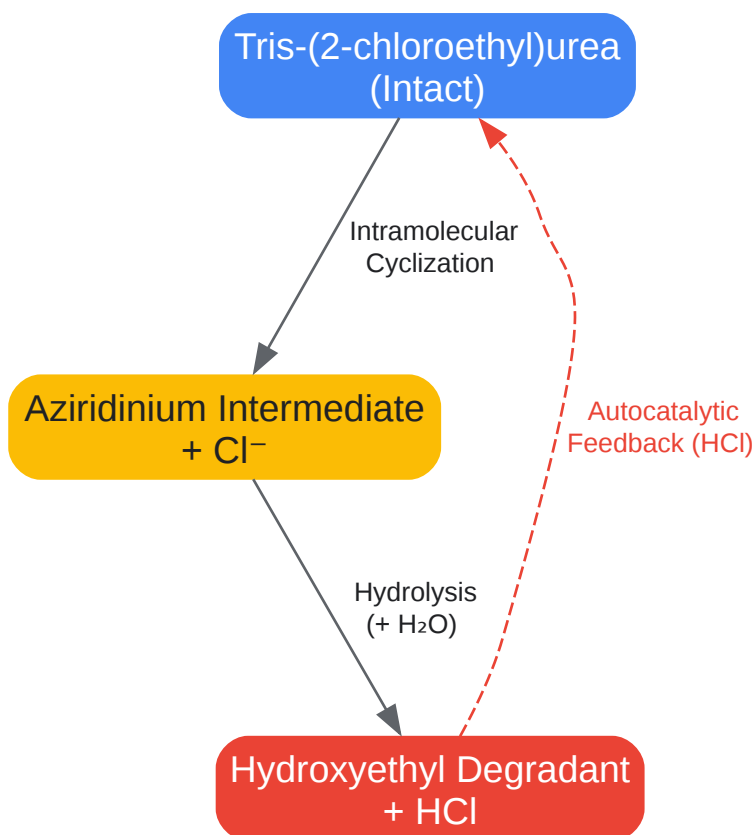 Tris-(2-chloroethyl)urea
(Intact)
Intramolecular
Cyclization
Aziridinium Intermediate
+ Cl⁻
Autocatalytic
Feedback (HCl)
Hydrolysis
(+ H₂O)
Hydroxyethyl Degradant
+ HCl